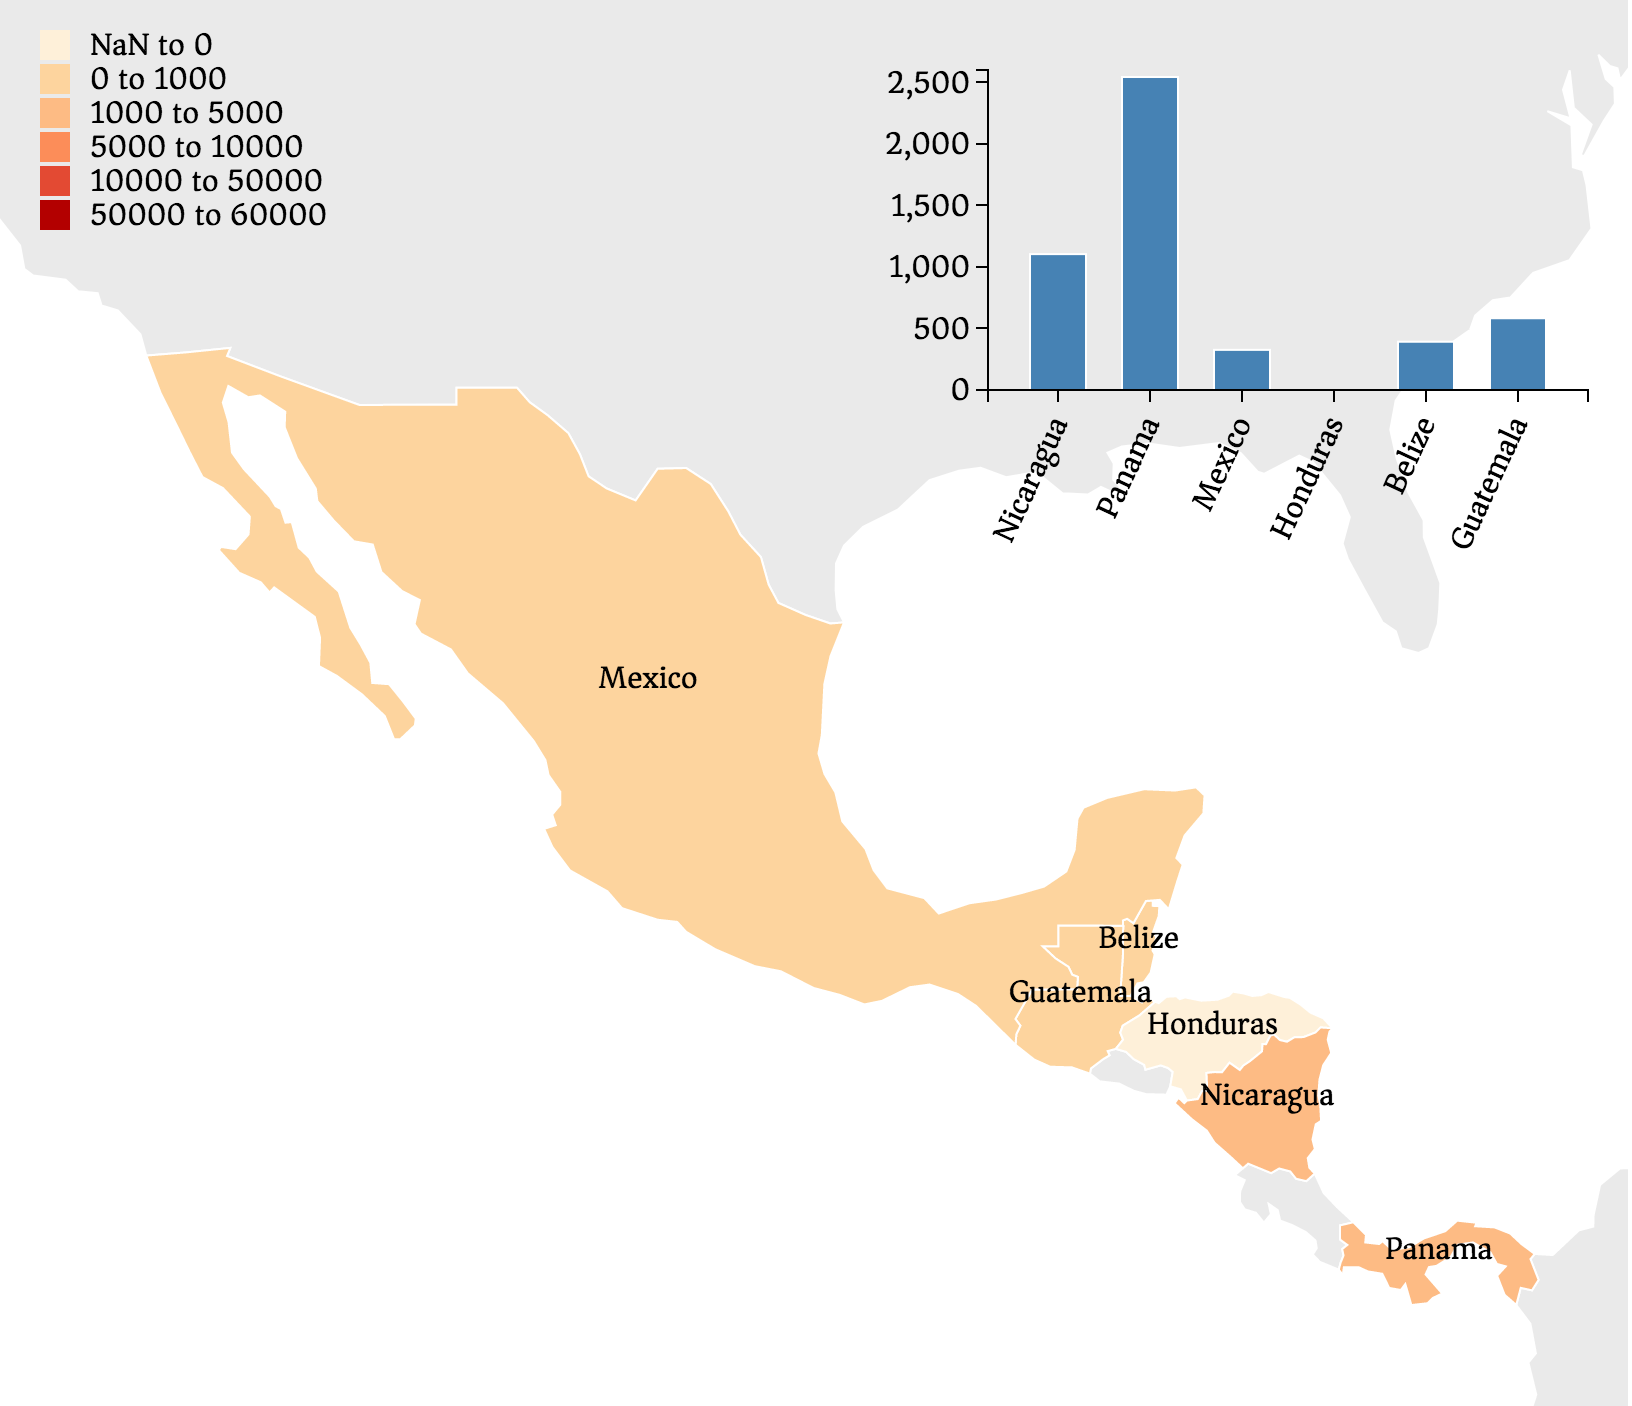 NaN to 0
0 to 1000
1000 to 5000
5000 to 10000
10000 to 50000
50000 to 60000
2,500
2,000
1,500
1,000
500
0
Nicaragua
Panama
Mexico
Honduras
Belize
Guatemala
Mexico
Belize
Guatemala
Honduras
Nicaragua
Panama